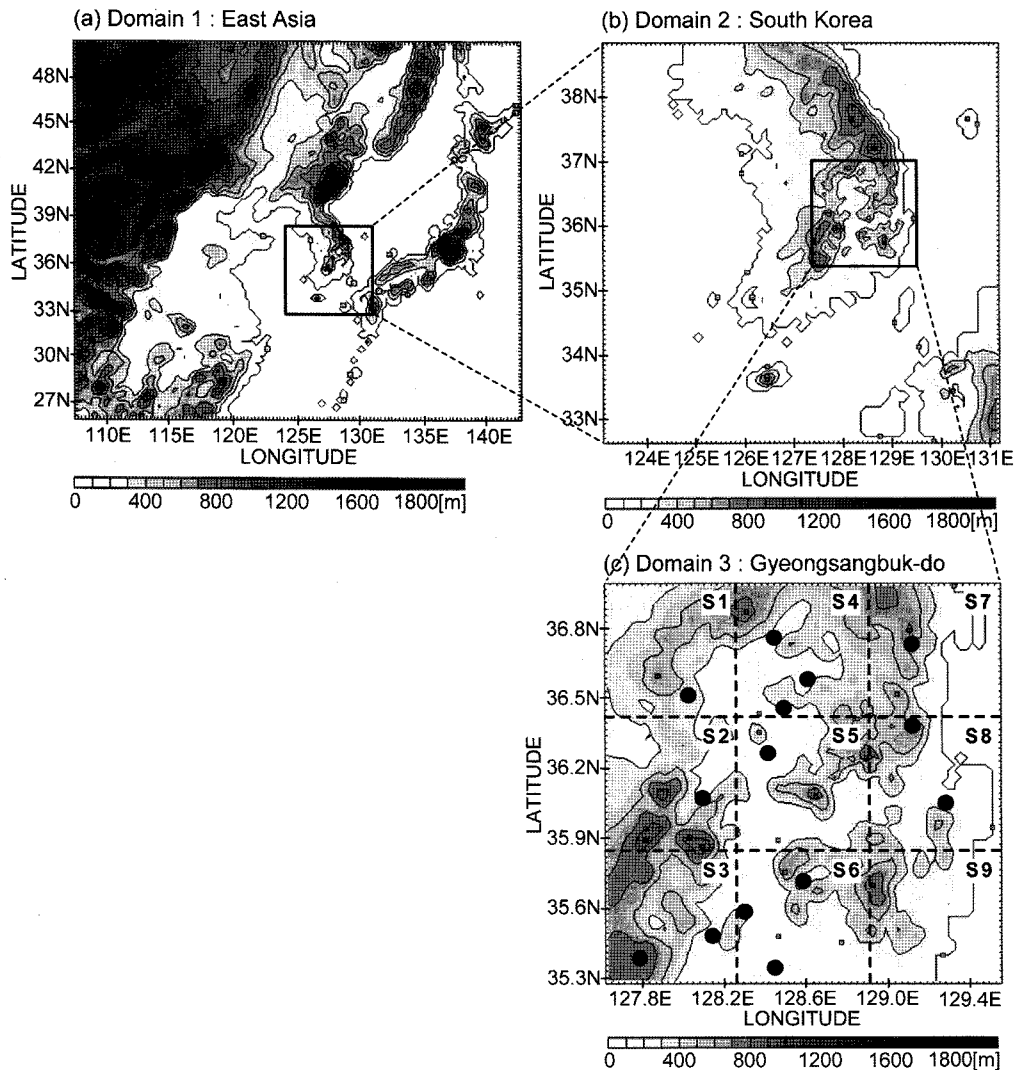 (a) Domain 1 : East Asia
48N
45N
42N
39N
36N
33N
30N
27N
LATITUDE
110E 115E 120E 125E 130E 135E 140E
LONGITUDE
0 400 800 1200 1600 1800[m]
(b) Domain 2 : South Korea
38N
37N
36N
35N
34N
33N
LATITUDE
124E 125E 126E 127E 128E 129E 130E 131E
LONGITUDE
0 400 800 1200 1600 1800[m]
(c) Domain 3 : Gyeongsangbuk-do
S1 S4 S7
36.8N
36.5N
S2 S5 S8
36.2N
35.9N
S3 S6 S9
35.6N
35.3N
LATITUDE
127.8E 128.2E 128.6E 129.0E 129.4E
LONGITUDE
0 400 800 1200 1600 1800[m]